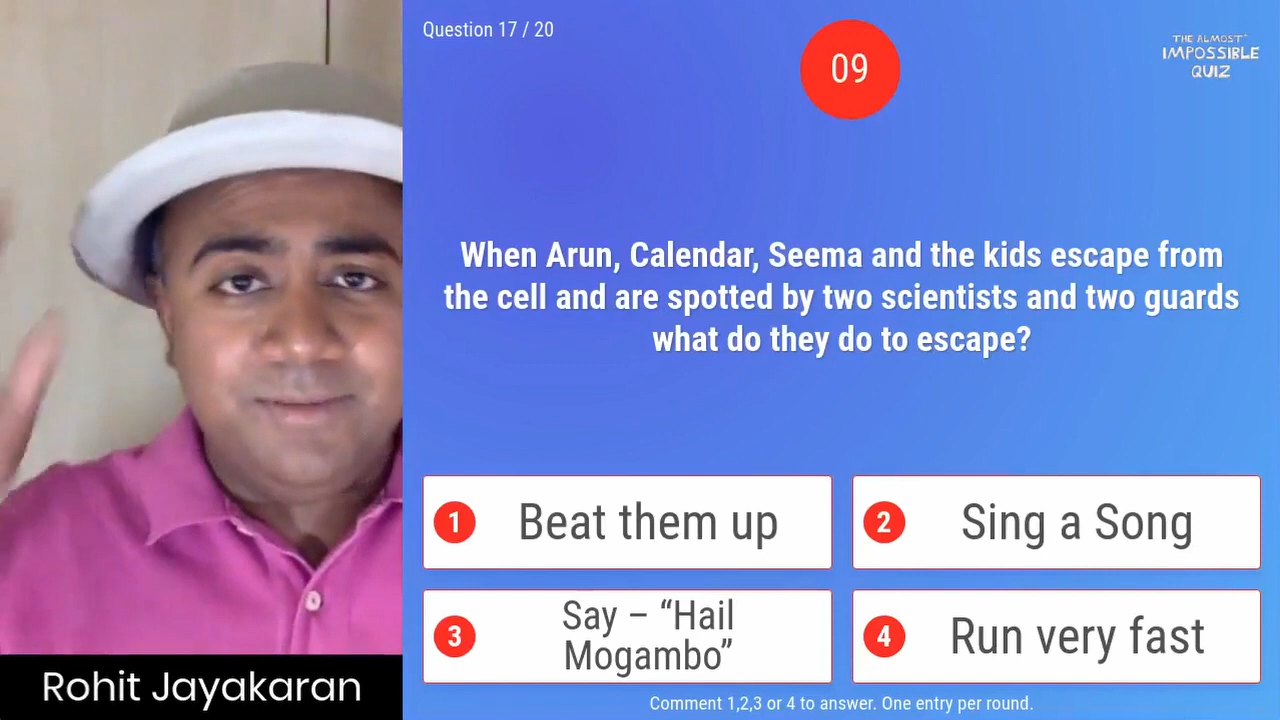 Question 17 / 20
09
THE ALMOST
IMPOSSIBLE
QUIZ
When Arun, Calendar, Seema and the kids escape from
the cell and are spotted by two scientists and two guards
what do they do to escape?
1 Beat them up
2 Sing a Song
3 Say – “Hail
Mogambo”
4 Run very fast
Rohit Jayakaran
Comment 1,2,3 or 4 to answer. One entry per round.